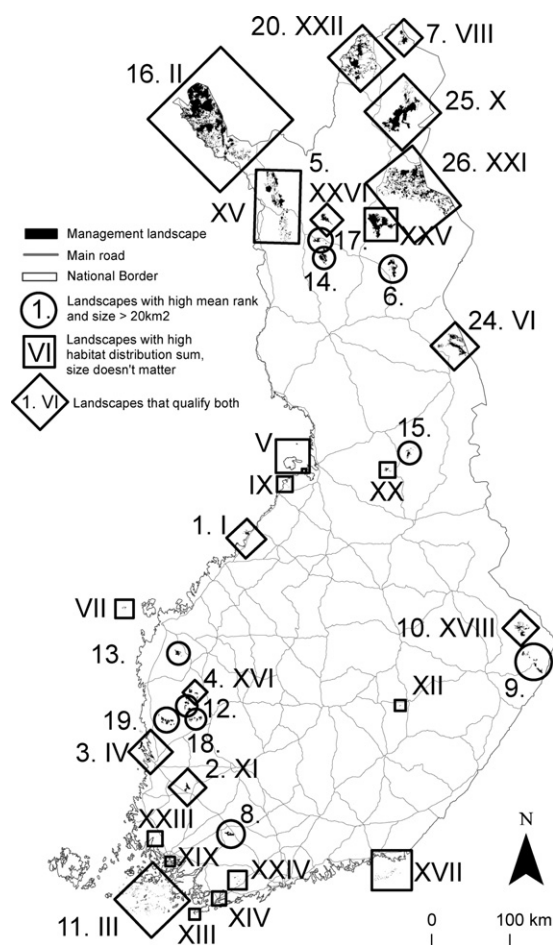 20. XXII
7. VIII
16. II
25. X
5.
26. XXI
XXVI
XV
17.
XXV
Management landscape
Main road
National Border
14.
6.
1.
Landscapes with high mean rank
and size > 20km2
24. VI
VI
Landscapes with high
habitat distribution sum,
size doesn't matter
1. VI
Landscapes that qualify both
15.
V
IX
XX
1. I
VII
10. XVIII
13.
9.
4. XVI
XII
12.
19.
18.
3. IV
2. XI
XXIII
8.
XIX
XXIV
XVII
N
11. III
XIV
XIII
0 100 km